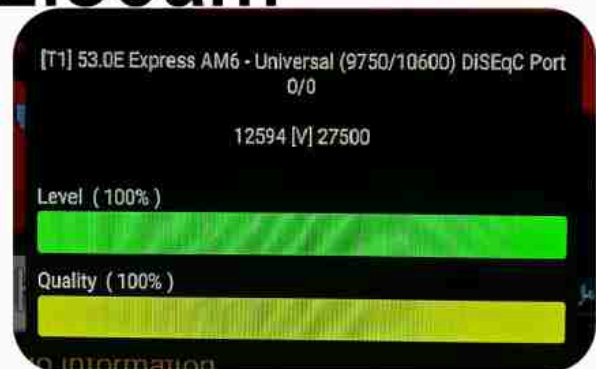 [T1] 53.0E Express AM6 - Universal (9750/10600) DiSEqC Port
0/0
12594 [V] 27500
Level ( 100% )
Quality ( 100% )